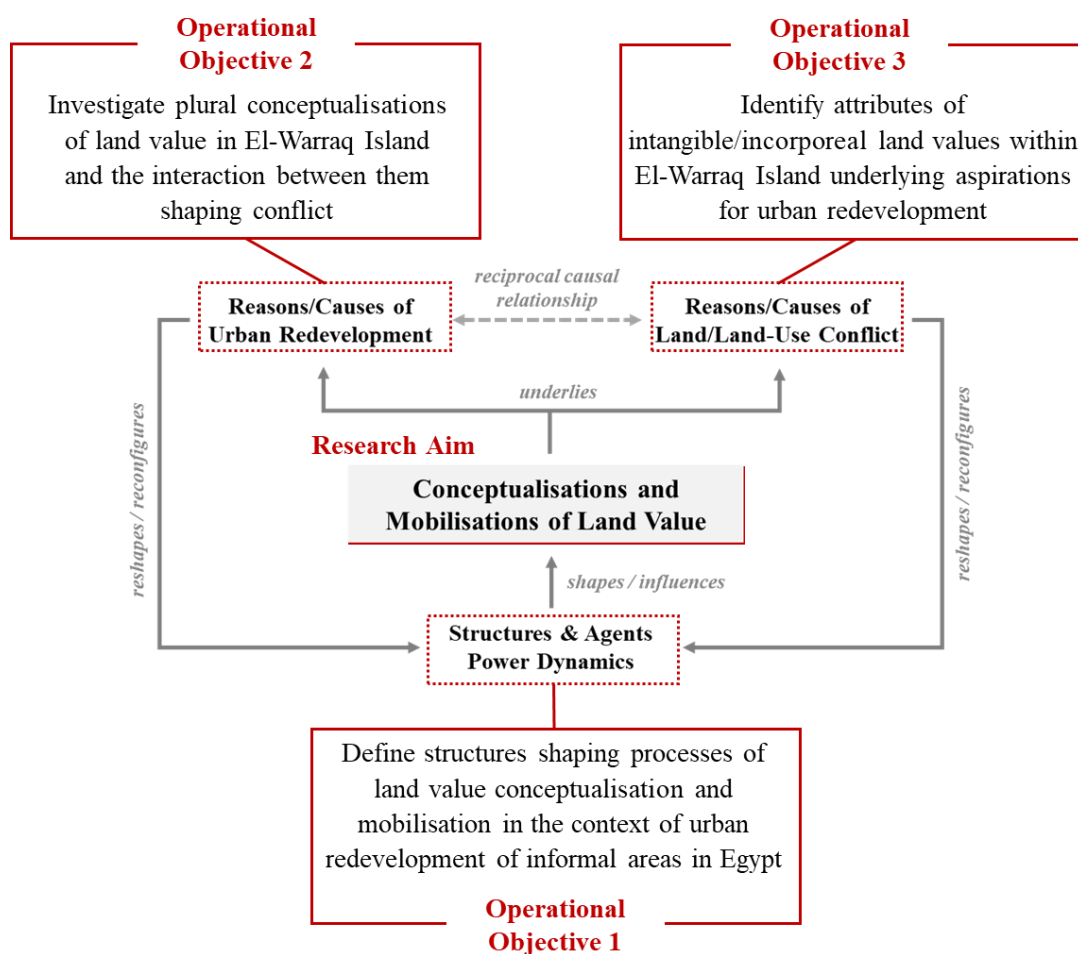 Operational
Objective 2
Investigate plural conceptualisations
of land value in El-Warraq Island
and the interaction between them
shaping conflict
Operational
Objective 3
Identify attributes of
intangible/incorporeal land values within
El-Warraq Island underlying aspirations
for urban redevelopment
reciprocal causal
relationship
Reasons/Causes of
Urban Redevelopment
Reasons/Causes of
Land/Land-Use Conflict
underlies
reshapes / reconfigures
reshapes / reconfigures
Research Aim
Conceptualisations and
Mobilisations of Land Value
shapes / influences
Structures & Agents
Power Dynamics
Define structures shaping processes of
land value conceptualisation and
mobilisation in the context of urban
redevelopment of informal areas in Egypt
Operational
Objective 1